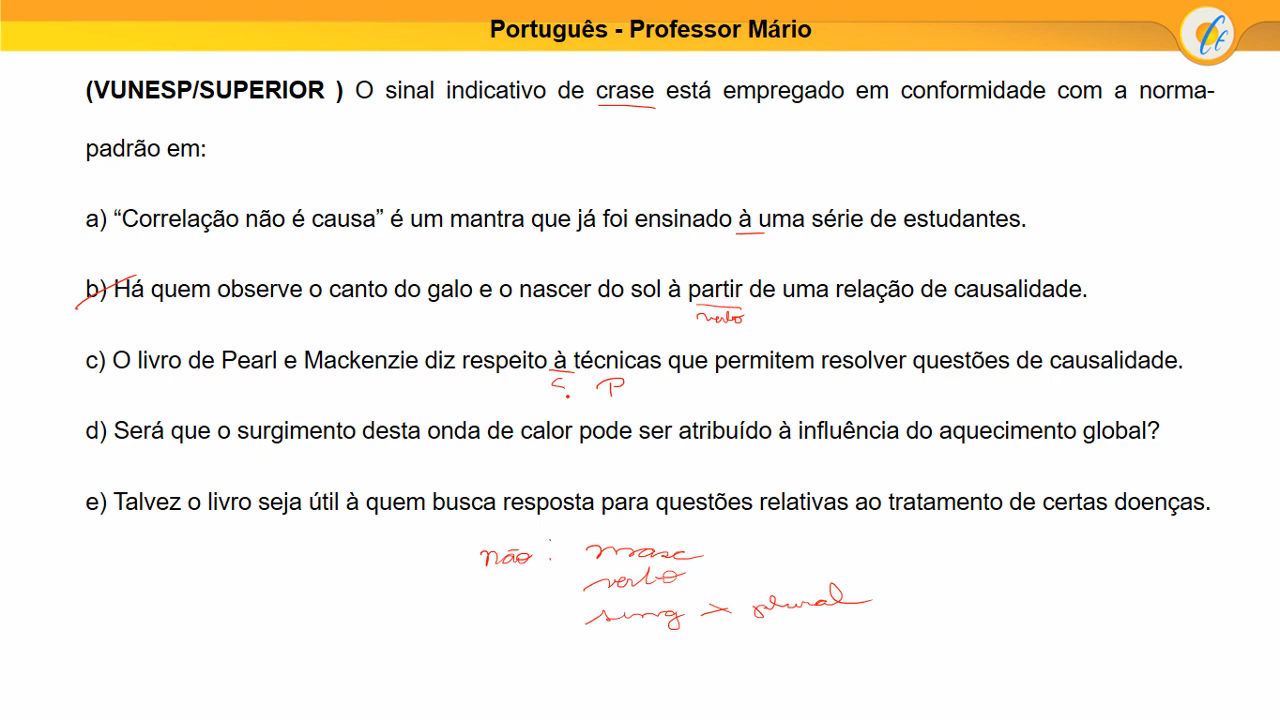 Português - Professor Mário
(VUNESP/SUPERIOR ) O sinal indicativo de crase está empregado em conformidade com a norma-
padrão em:
a) “Correlação não é causa” é um mantra que já foi ensinado à uma série de estudantes.
b) Há quem observe o canto do galo e o nascer do sol à partir de uma relação de causalidade.
verbo
c) O livro de Pearl e Mackenzie diz respeito à técnicas que permitem resolver questões de causalidade.
S P
d) Será que o surgimento desta onda de calor pode ser atribuído à influência do aquecimento global?
e) Talvez o livro seja útil à quem busca resposta para questões relativas ao tratamento de certas doenças.
não : masc
verbo
sing x plural